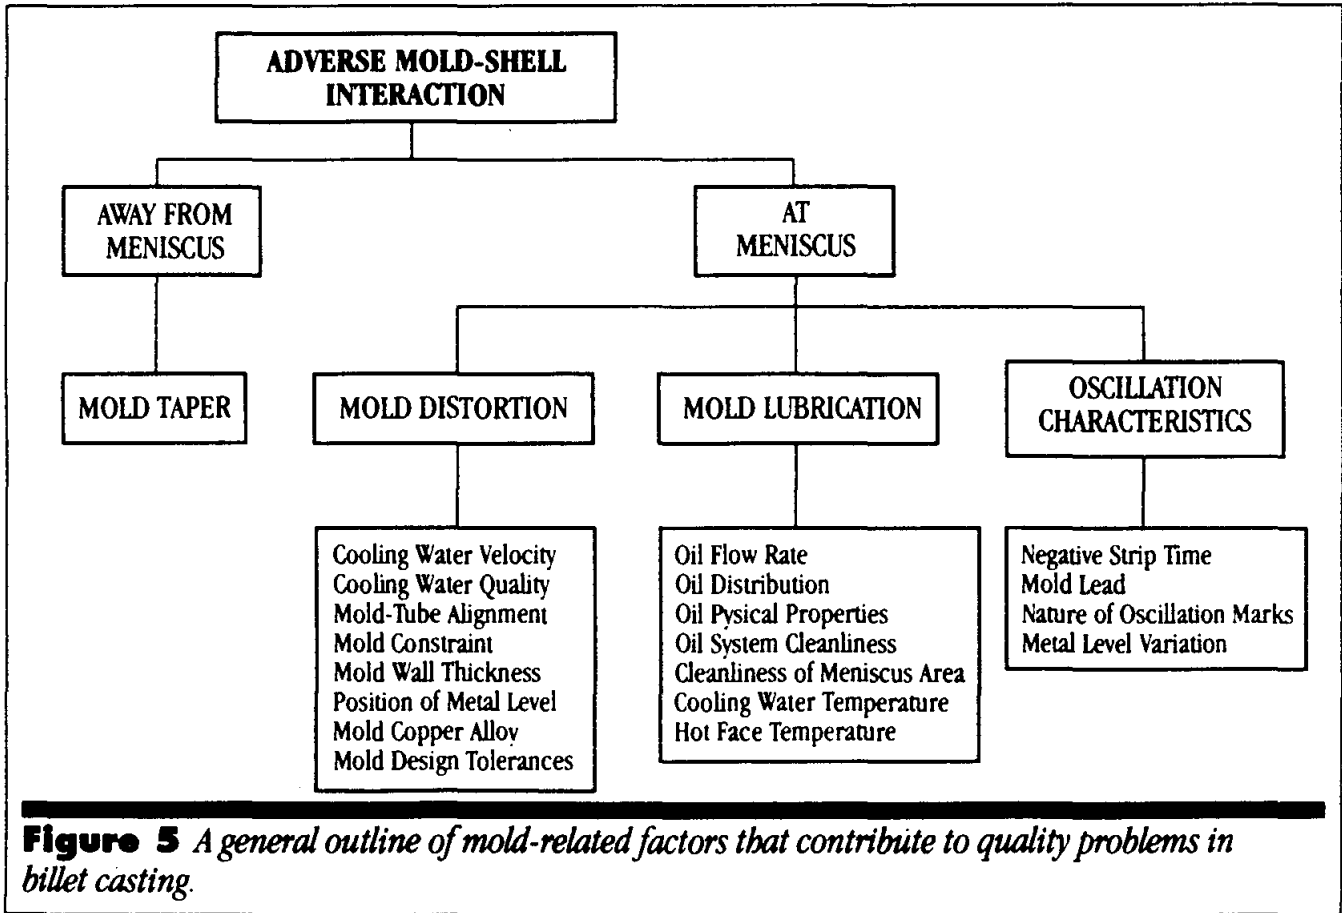 ADVERSE MOLD-SHELL
INTERACTION
AWAY FROM
MENISCUS
AT
MENISCUS
MOLD TAPER
MOLD DISTORTION
MOLD LUBRICATION
OSCILLATION
CHARACTERISTICS
Cooling Water Velocity
Cooling Water Quality
Mold-Tube Alignment
Mold Constraint
Mold Wall Thickness
Position of Metal Level
Mold Copper Alloy
Mold Design Tolerances
Oil Flow Rate
Oil Distribution
Oil Pysical Properties
Oil System Cleanliness
Cleanliness of Meniscus Area
Cooling Water Temperature
Hot Face Temperature
Negative Strip Time
Mold Lead
Nature of Oscillation Marks
Metal Level Variation
Figure 5 A general outline of mold-related factors that contribute to quality problems in
billet casting.